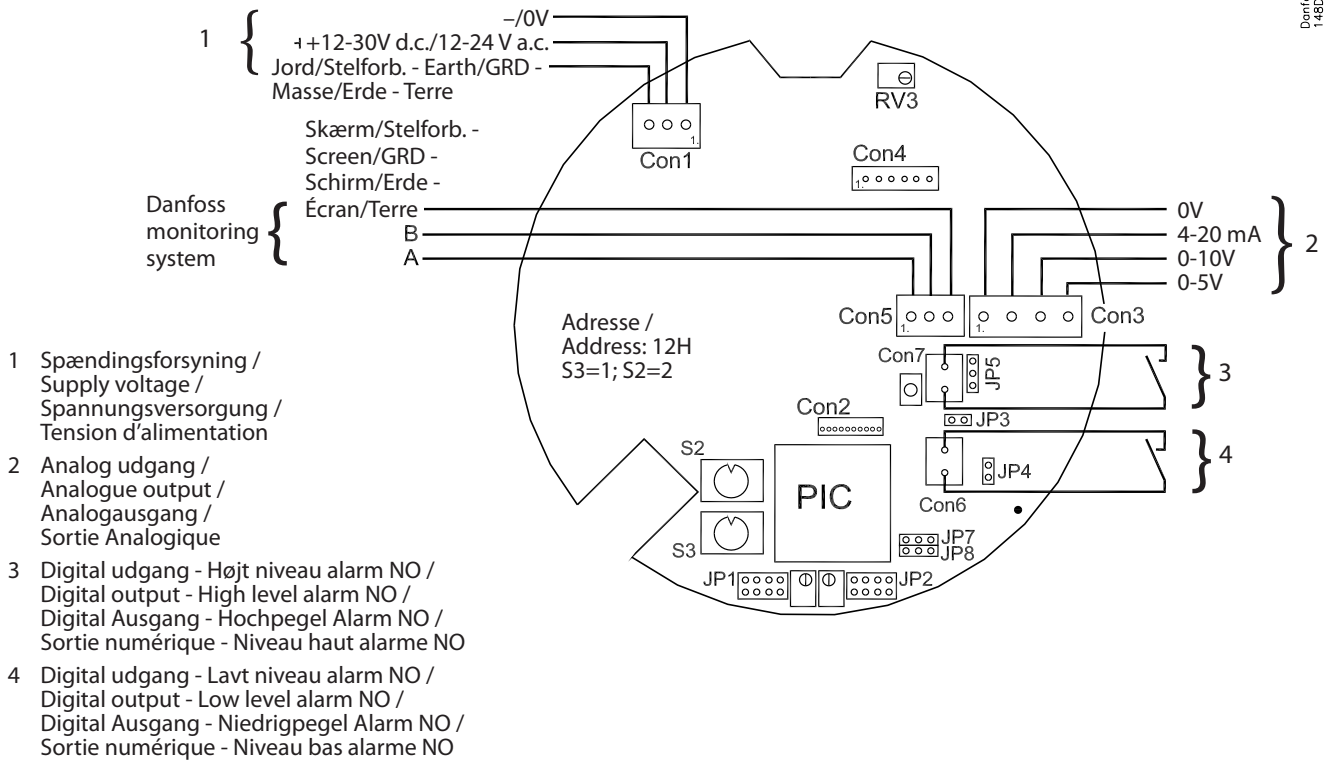 Danf
148D
1
–/0V
+12-30V d.c./12-24 V a.c.
Jord/Stelforb. - Earth/GRD -
Masse/Erde - Terre
RV3
Con1
Con4
1.
1.
Skærm/Stelforb. -
Screen/GRD -
Schirm/Erde -
Écran/Terre
B
A
Danfoss
monitoring
system
0V
4-20 mA
0-10V
0-5V
2
Con5
1.
1.
Con3
Adresse /
Address: 12H
S3=1; S2=2
Con7
JP5
3
JP3
Con2
4
JP4
Con6
S2
S3
PIC
JP7
JP8
JP1
JP2
1 Spændingsforsyning /
Supply voltage /
Spannungsversorgung /
Tension d’alimentation
2 Analog udgang /
Analogue output /
Analogausgang /
Sortie Analogique
3 Digital udgang - Højt niveau alarm NO /
Digital output - High level alarm NO /
Digital Ausgang - Hochpegel Alarm NO /
Sortie numérique - Niveau haut alarme NO
4 Digital udgang - Lavt niveau alarm NO /
Digital output - Low level alarm NO /
Digital Ausgang - Niedrigpegel Alarm NO /
Sortie numérique - Niveau bas alarme NO